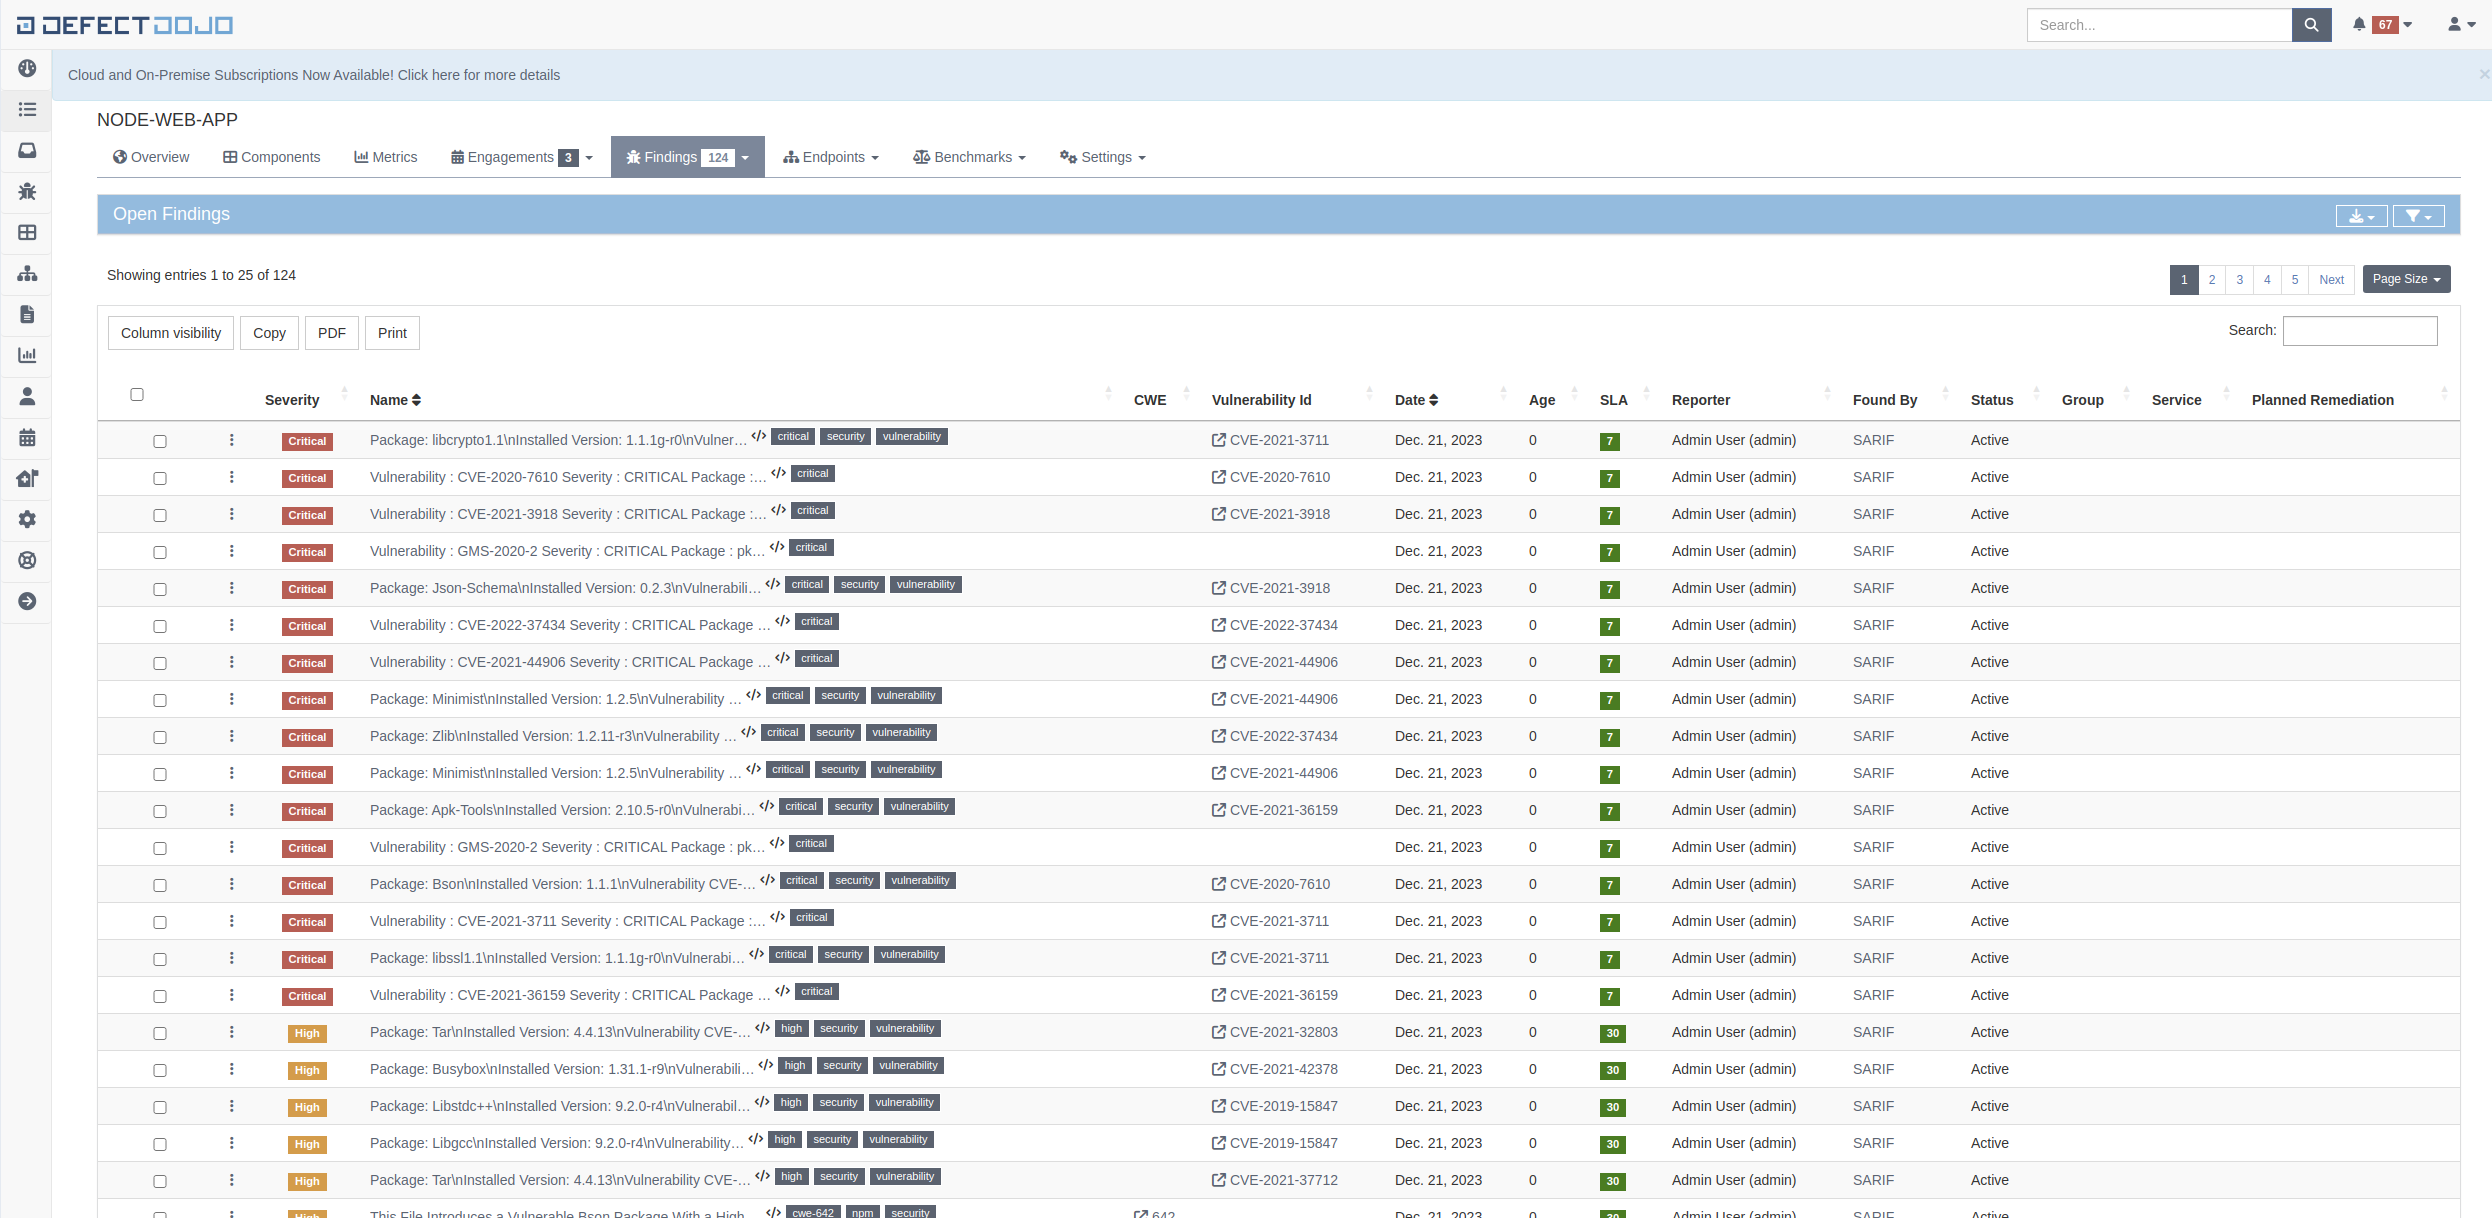 DEFECTDOJO
Search...
67
Cloud and On-Premise Subscriptions Now Available! Click here for more details
×
NODE-WEB-APP
Overview Components Metrics Engagements 3 Findings 124 Endpoints Benchmarks Settings
Open Findings
Showing entries 1 to 25 of 124
1 2 3 4 5 Next Page Size
Column visibility Copy PDF Print
Search:
Severity Name CWE Vulnerability Id Date Age SLA Reporter Found By Status Group Service Planned Remediation
Critical Package: libcrypto1.1\nInstalled Version: 1.1.1g-r0\nVulner… critical security vulnerability CVE-2021-3711 Dec. 21, 2023 0 7 Admin User (admin) SARIF Active
Critical Vulnerability : CVE-2020-7610 Severity : CRITICAL Package :… critical CVE-2020-7610 Dec. 21, 2023 0 7 Admin User (admin) SARIF Active
Critical Vulnerability : CVE-2021-3918 Severity : CRITICAL Package :… critical CVE-2021-3918 Dec. 21, 2023 0 7 Admin User (admin) SARIF Active
Critical Vulnerability : GMS-2020-2 Severity : CRITICAL Package : pk… critical Dec. 21, 2023 0 7 Admin User (admin) SARIF Active
Critical Package: Json-Schema\nInstalled Version: 0.2.3\nVulnerabili… critical security vulnerability CVE-2021-3918 Dec. 21, 2023 0 7 Admin User (admin) SARIF Active
Critical Vulnerability : CVE-2022-37434 Severity : CRITICAL Package … critical CVE-2022-37434 Dec. 21, 2023 0 7 Admin User (admin) SARIF Active
Critical Vulnerability : CVE-2021-44906 Severity : CRITICAL Package … critical CVE-2021-44906 Dec. 21, 2023 0 7 Admin User (admin) SARIF Active
Critical Package: Minimist\nInstalled Version: 1.2.5\nVulnerability … critical security vulnerability CVE-2021-44906 Dec. 21, 2023 0 7 Admin User (admin) SARIF Active
Critical Package: Zlib\nInstalled Version: 1.2.11-r3\nVulnerability … critical security vulnerability CVE-2022-37434 Dec. 21, 2023 0 7 Admin User (admin) SARIF Active
Critical Package: Minimist\nInstalled Version: 1.2.5\nVulnerability … critical security vulnerability CVE-2021-44906 Dec. 21, 2023 0 7 Admin User (admin) SARIF Active
Critical Package: Apk-Tools\nInstalled Version: 2.10.5-r0\nVulnerabi… critical security vulnerability CVE-2021-36159 Dec. 21, 2023 0 7 Admin User (admin) SARIF Active
Critical Vulnerability : GMS-2020-2 Severity : CRITICAL Package : pk… critical Dec. 21, 2023 0 7 Admin User (admin) SARIF Active
Critical Package: Bson\nInstalled Version: 1.1.1\nVulnerability CVE-… critical security vulnerability CVE-2020-7610 Dec. 21, 2023 0 7 Admin User (admin) SARIF Active
Critical Vulnerability : CVE-2021-3711 Severity : CRITICAL Package :… critical CVE-2021-3711 Dec. 21, 2023 0 7 Admin User (admin) SARIF Active
Critical Package: libssl1.1\nInstalled Version: 1.1.1g-r0\nVulnerabi… critical security vulnerability CVE-2021-3711 Dec. 21, 2023 0 7 Admin User (admin) SARIF Active
Critical Vulnerability : CVE-2021-36159 Severity : CRITICAL Package … critical CVE-2021-36159 Dec. 21, 2023 0 7 Admin User (admin) SARIF Active
High Package: Tar\nInstalled Version: 4.4.13\nVulnerability CVE-… high security vulnerability CVE-2021-32803 Dec. 21, 2023 0 30 Admin User (admin) SARIF Active
High Package: Busybox\nInstalled Version: 1.31.1-r9\nVulnerabili… high security vulnerability CVE-2021-42378 Dec. 21, 2023 0 30 Admin User (admin) SARIF Active
High Package: Libstdc++\nInstalled Version: 9.2.0-r4\nVulnerabil… high security vulnerability CVE-2019-15847 Dec. 21, 2023 0 30 Admin User (admin) SARIF Active
High Package: Libgcc\nInstalled Version: 9.2.0-r4\nVulnerability… high security vulnerability CVE-2019-15847 Dec. 21, 2023 0 30 Admin User (admin) SARIF Active
High Package: Tar\nInstalled Version: 4.4.13\nVulnerability CVE-… high security vulnerability CVE-2021-37712 Dec. 21, 2023 0 30 Admin User (admin) SARIF Active
High This File Introduces a Vulnerable Bson Package With a High… cwe-642 npm security 642 Dec. 21, 2023 0 30 Admin User (admin) SARIF Active